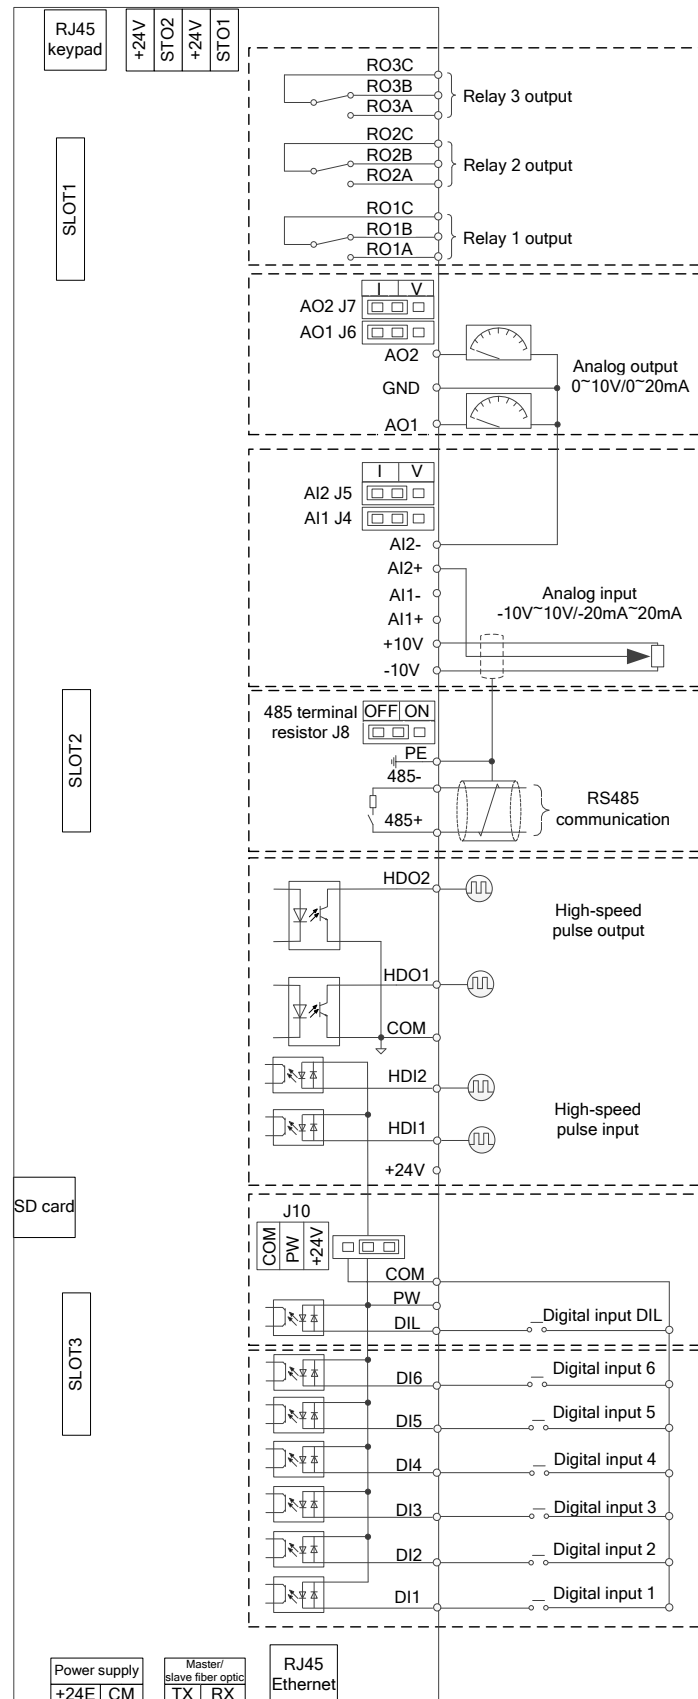 RJ45
keypad
+24V
STO2
+24V
STO1
RO3C
RO3B
RO3A
Relay 3 output
RO2C
RO2B
RO2A
Relay 2 output
SLOT1
RO1C
RO1B
RO1A
Relay 1 output
I V
AO2 J7
AO1 J6
AO2
GND
AO1
Analog output
0~10V/0~20mA
I V
AI2 J5
AI1 J4
AI2-
AI2+
AI1-
AI1+
+10V
-10V
Analog input
-10V~10V/-20mA~20mA
SLOT2
485 terminal
resistor J8
OFF ON
PE
485-
485+
RS485
communication
HDO2
High-speed
pulse output
HDO1
COM
HDI2
HDI1
High-speed
pulse input
+24V
SD card
J10
COM
PW
+24V
COM
PW
DIL
Digital input DIL
SLOT3
DI6
Digital input 6
DI5
Digital input 5
DI4
Digital input 4
DI3
Digital input 3
DI2
Digital input 2
DI1
Digital input 1
Power supply
+24E CM
Master/
slave fiber optic
TX RX
RJ45
Ethernet